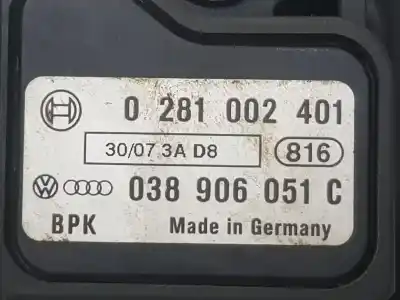 0 281 002 401
30/07 3A D8 816
038 906 051 C
BPK Made in Germany